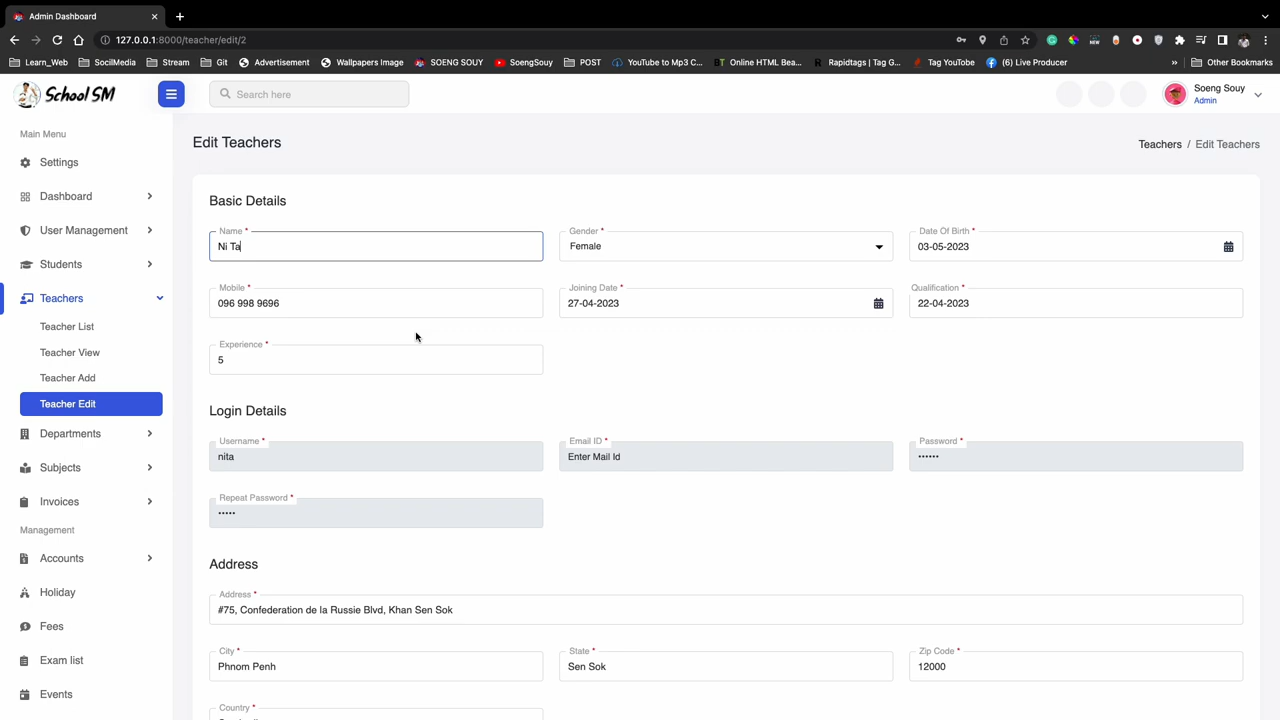 Admin Dashboard
127.0.0.1:8000/teacher/edit/2
Learn_Web
SocilMedia
Stream
Git
Advertisement
Wallpapers Image
SOENG SOUY
SoengSouy
POST
YouTube to Mp3 C...
BT Online HTML Bea...
Rapidtags | Tag G...
Tag YouTube
(6) Live Producer
»
Other Bookmarks
School SM
Search here
Soeng Souy
Admin
Main Menu
Settings
Dashboard
User Management
Students
Teachers
Teacher List
Teacher View
Teacher Add
Teacher Edit
Departments
Subjects
Invoices
Management
Accounts
Holiday
Fees
Exam list
Events
Edit Teachers
Teachers / Edit Teachers
Basic Details
Name *
Ni Ta
Gender *
Female
Date Of Birth *
03-05-2023
Mobile *
096 998 9696
Joining Date *
27-04-2023
Qualification *
22-04-2023
Experience *
5
Login Details
Username *
nita
Email ID *
Enter Mail Id
Password *
••••••
Repeat Password *
•••••
Address
Address *
#75, Confederation de la Russie Blvd, Khan Sen Sok
City *
Phnom Penh
State *
Sen Sok
Zip Code *
12000
Country *